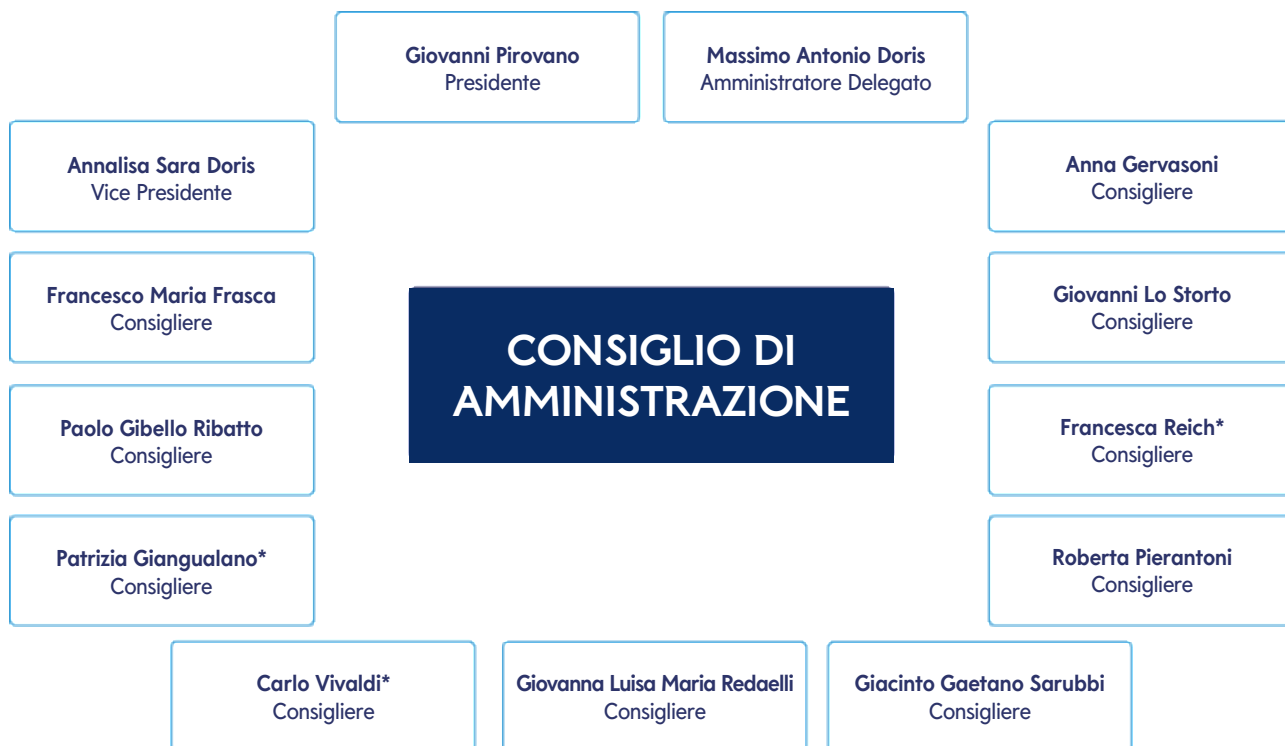 Giovanni Pirovano
Presidente
Massimo Antonio Doris
Amministratore Delegato
Annalisa Sara Doris
Vice Presidente
Anna Gervasoni
Consigliere
Francesco Maria Frasca
Consigliere
Giovanni Lo Storto
Consigliere
CONSIGLIO DI
AMMINISTRAZIONE
Paolo Gibello Ribatto
Consigliere
Francesca Reich*
Consigliere
Patrizia Giangualano*
Consigliere
Roberta Pierantoni
Consigliere
Carlo Vivaldi*
Consigliere
Giovanna Luisa Maria Redaelli
Consigliere
Giacinto Gaetano Sarubbi
Consigliere